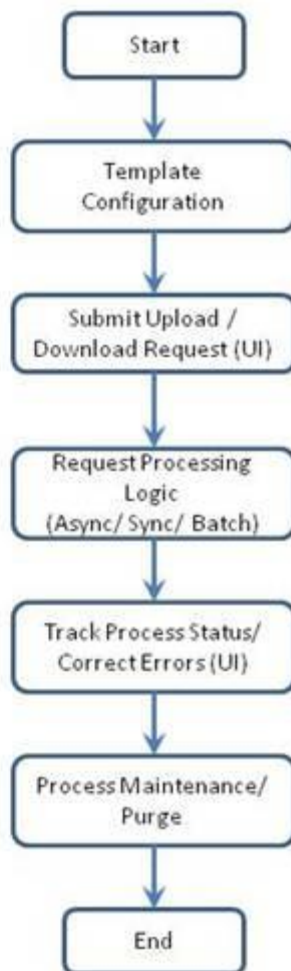 Start
Template
Configuration
Submit Upload /
Download Request (UI)
Request Processing
Logic
(Async/ Sync/ Batch)
Track Process Status/
Correct Errors (UI)
Process Maintenance/
Purge
End